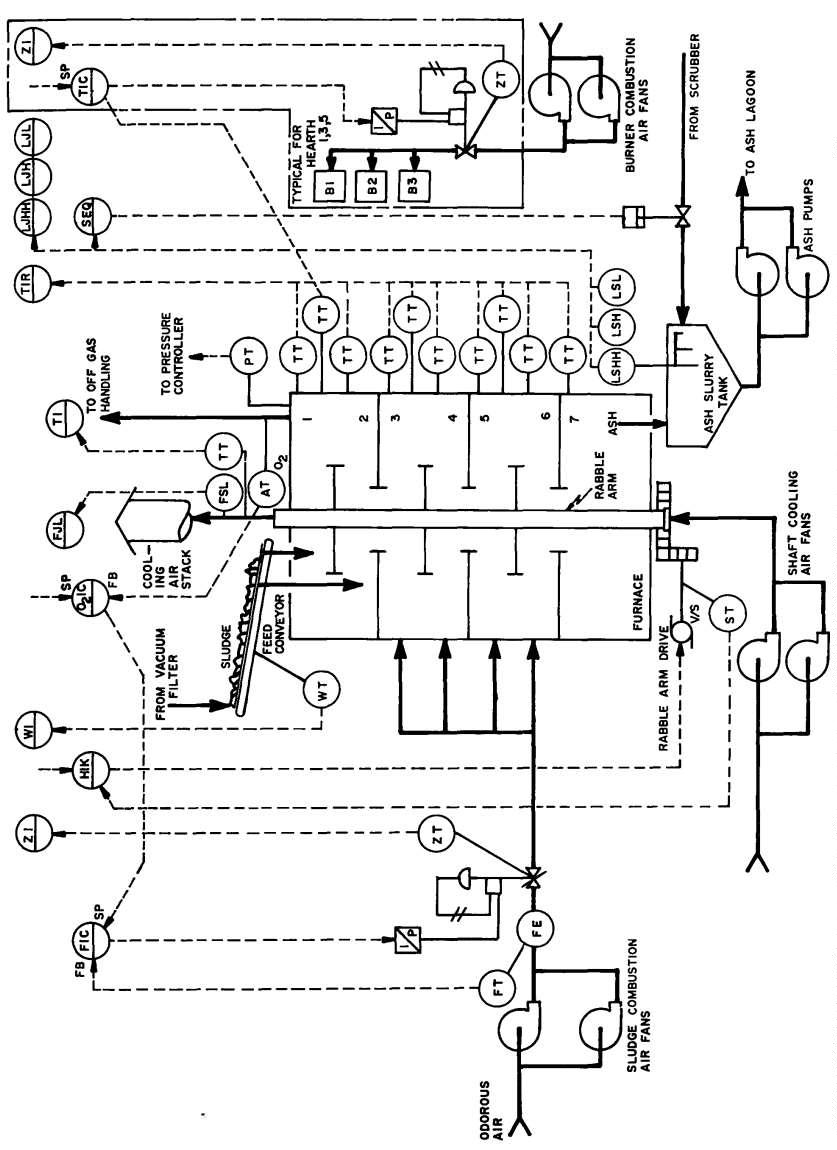 ZI
WI
FJL
TI
TIR
LJHH
LJH
LJL
ZI
FB
FIC
SP
HIK
SP
O2IC
FB
SEQ
SP
TIC
TO OFF GAS
HANDLING
COOL-
ING
AIR
STACK
FROM VACUUM
FILTER
SLUDGE
FEED
CONVEYOR
FSL
TT
AT
O2
TO PRESSURE
CONTROLLER
PT
TYPICAL FOR
HEARTH
1,3,5
B1
B2
B3
I/P
ZT
WT
TT
TT
TT
TT
TT
TT
TT
TT
TT
TT
1
2
3
4
5
6
7
I/P
ZT
FT
FE
ODOROUS
AIR
SLUDGE COMBUSTION
AIR FANS
RABBLE
ARM
FURNACE
ASH
LSHH
LSH
LSL
BURNER COMBUSTION
AIR FANS
RABBLE ARM DRIVE
V/S
ST
ASH SLURRY
TANK
FROM SCRUBBER
TO ASH LAGOON
SHAFT COOLING
AIR FANS
ASH PUMPS